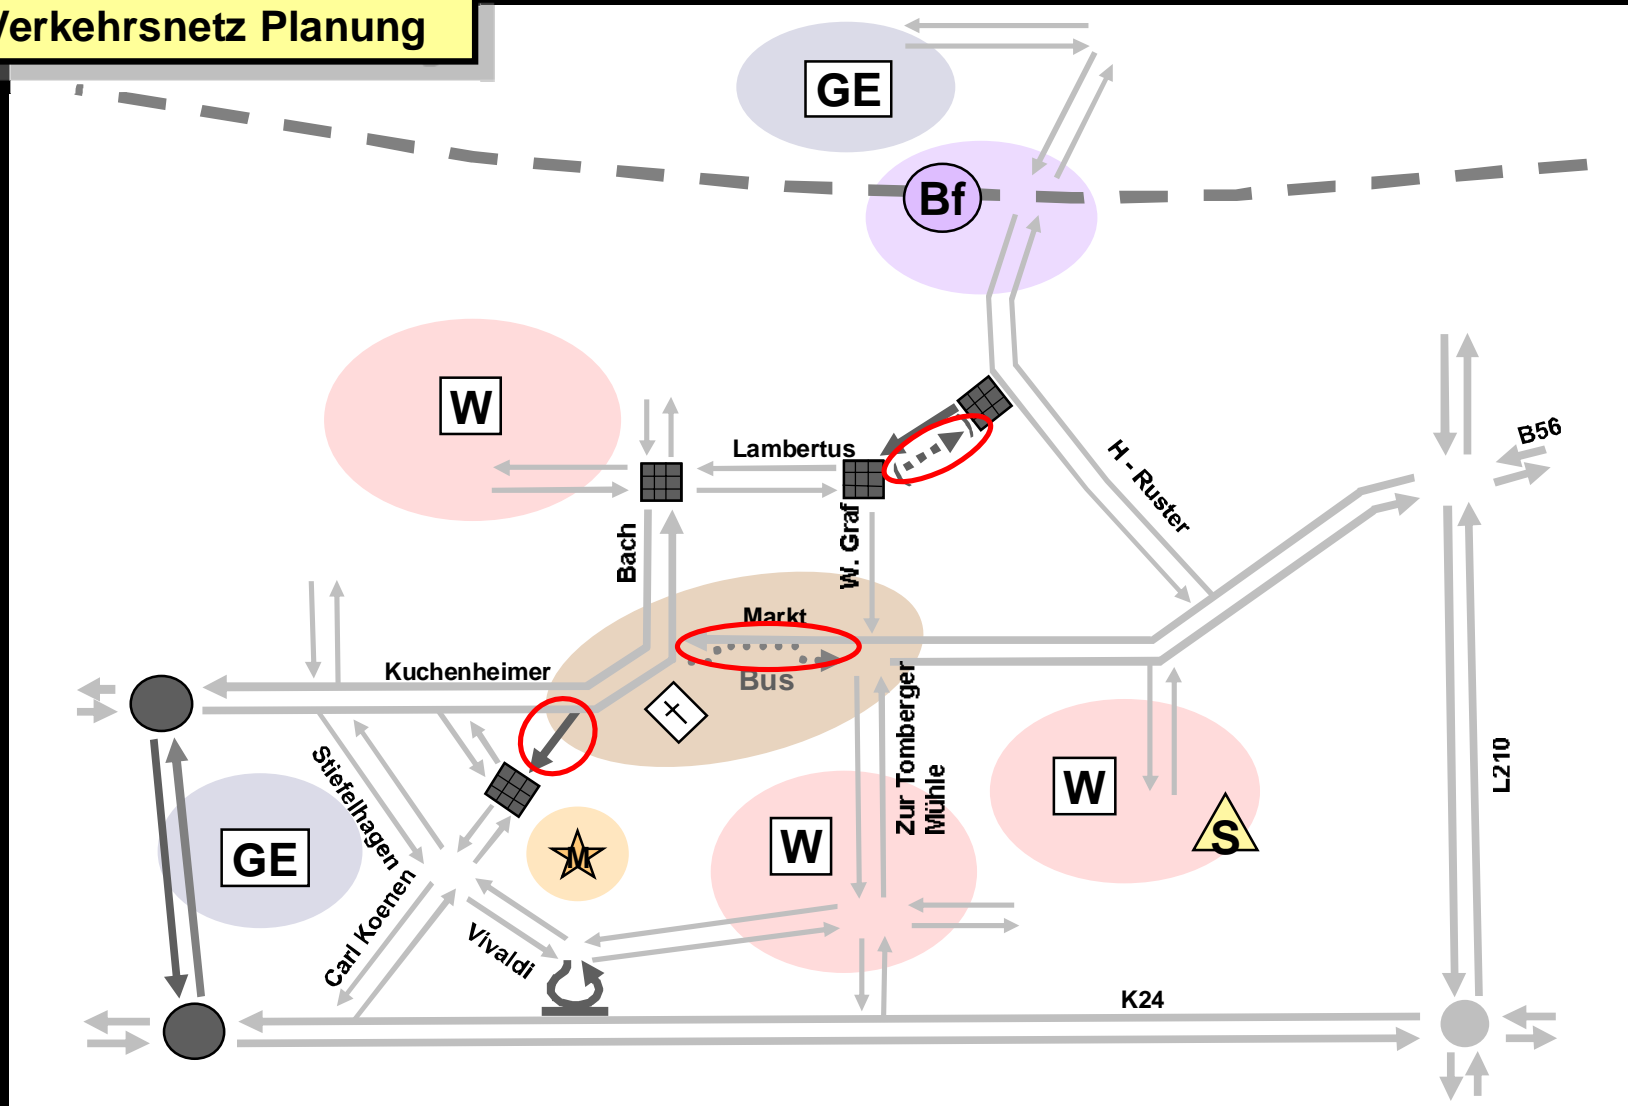 Verkehrsnetz Planung
GE
Bf
W
Lambertus
B56
H - Ruster
Bach
W. Graf
Markt
Kuchenheimer
Bus
Zur Tomberger
Mühle
Stiefelhagen
W
L210
S
GE
M
W
Carl Koenen
Vivaldi
K24